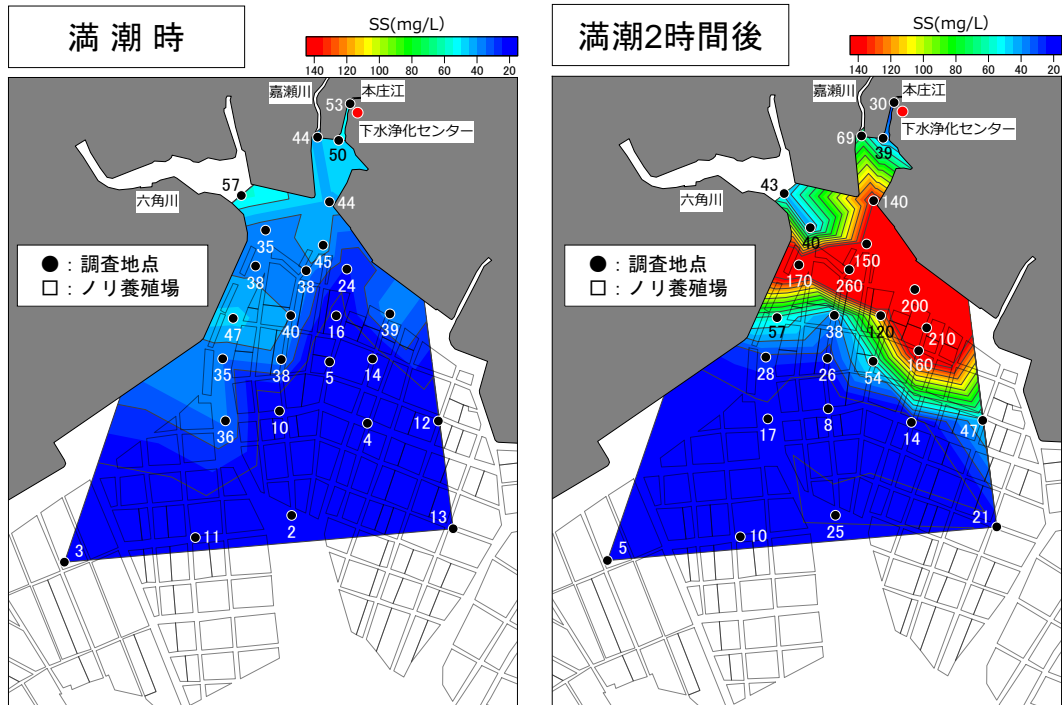 満 潮 時
SS(mg/L)
140 120 100 80 60 40 20
嘉瀬川
本庄江
53
下水浄化センター
44
50
57
六角川
44
35
45
38
38
24
●：調査地点
□：ノリ養殖場
47
40
16
39
35
38
5
14
36
10
4
12
2
13
11
3
満潮2時間後
SS(mg/L)
140 120 100 80 60 40 20
本庄江
嘉瀬川
30
下水浄化センター
69
39
43
六角川
140
40
150
170
260
200
●：調査地点
□：ノリ養殖場
57
38
120
210
160
28
26
54
17
8
14
47
25
21
10
5